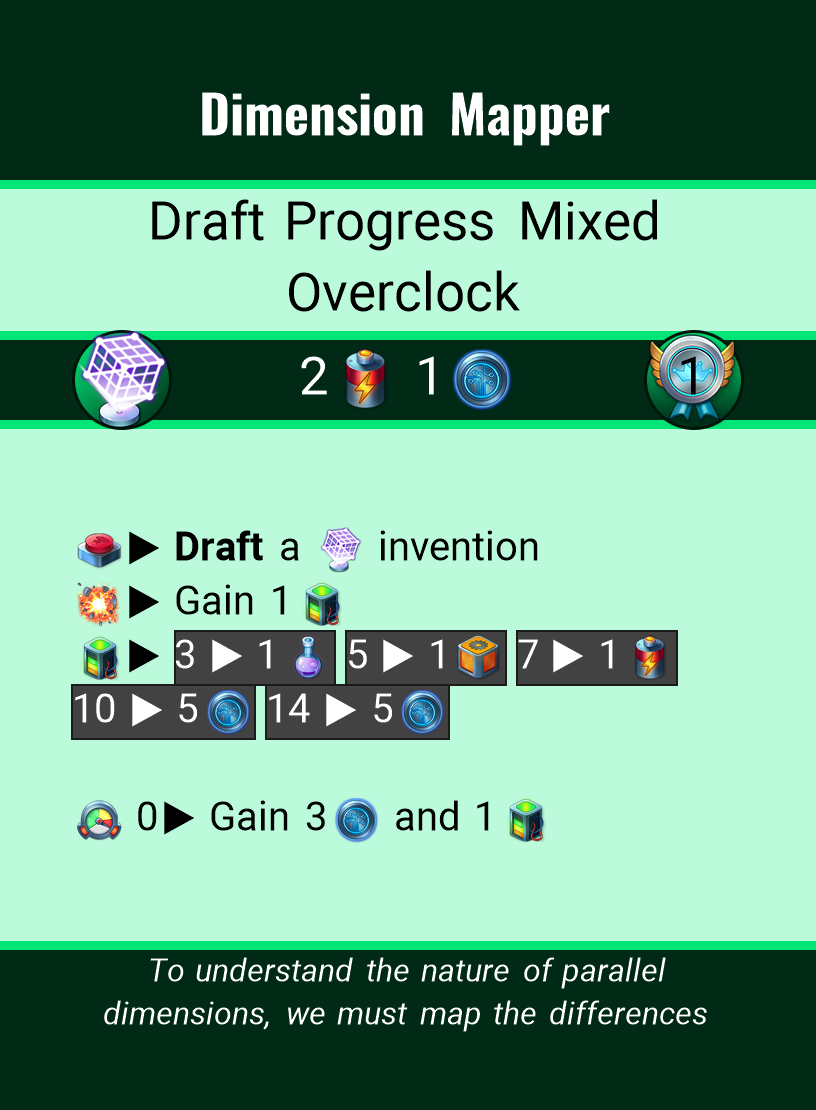 Dimension Mapper
Draft Progress Mixed
Overclock
2 1 1
▶ Draft a invention
▶ Gain 1
▶ 3 ▶ 1 5 ▶ 1 7 ▶ 1
10 ▶ 5 14 ▶ 5
0▶ Gain 3 and 1
To understand the nature of parallel
dimensions, we must map the differences